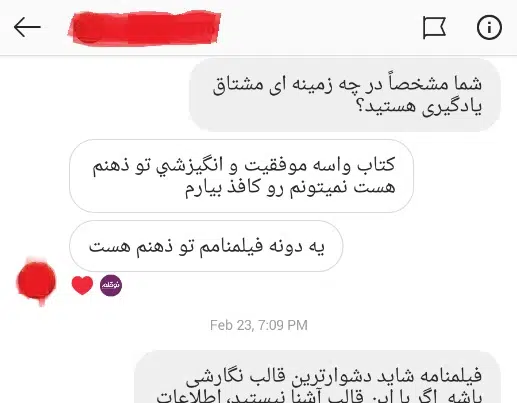 شما مشخصاً در چه زمینه ای مشتاق
یادگیری هستید؟
کتاب واسه موفقیت و انگیزشي تو ذهنم
هست نمیتونم رو کافذ بیارم
یه دونه فیلمنامم تو ذهنم هست
نوقلم
Feb 23, 7:09 PM
فیلمنامه شاید دشوارترین قالب نگارشی
باشه. اگر با این قالب آشنا نیستید، اطلاعات